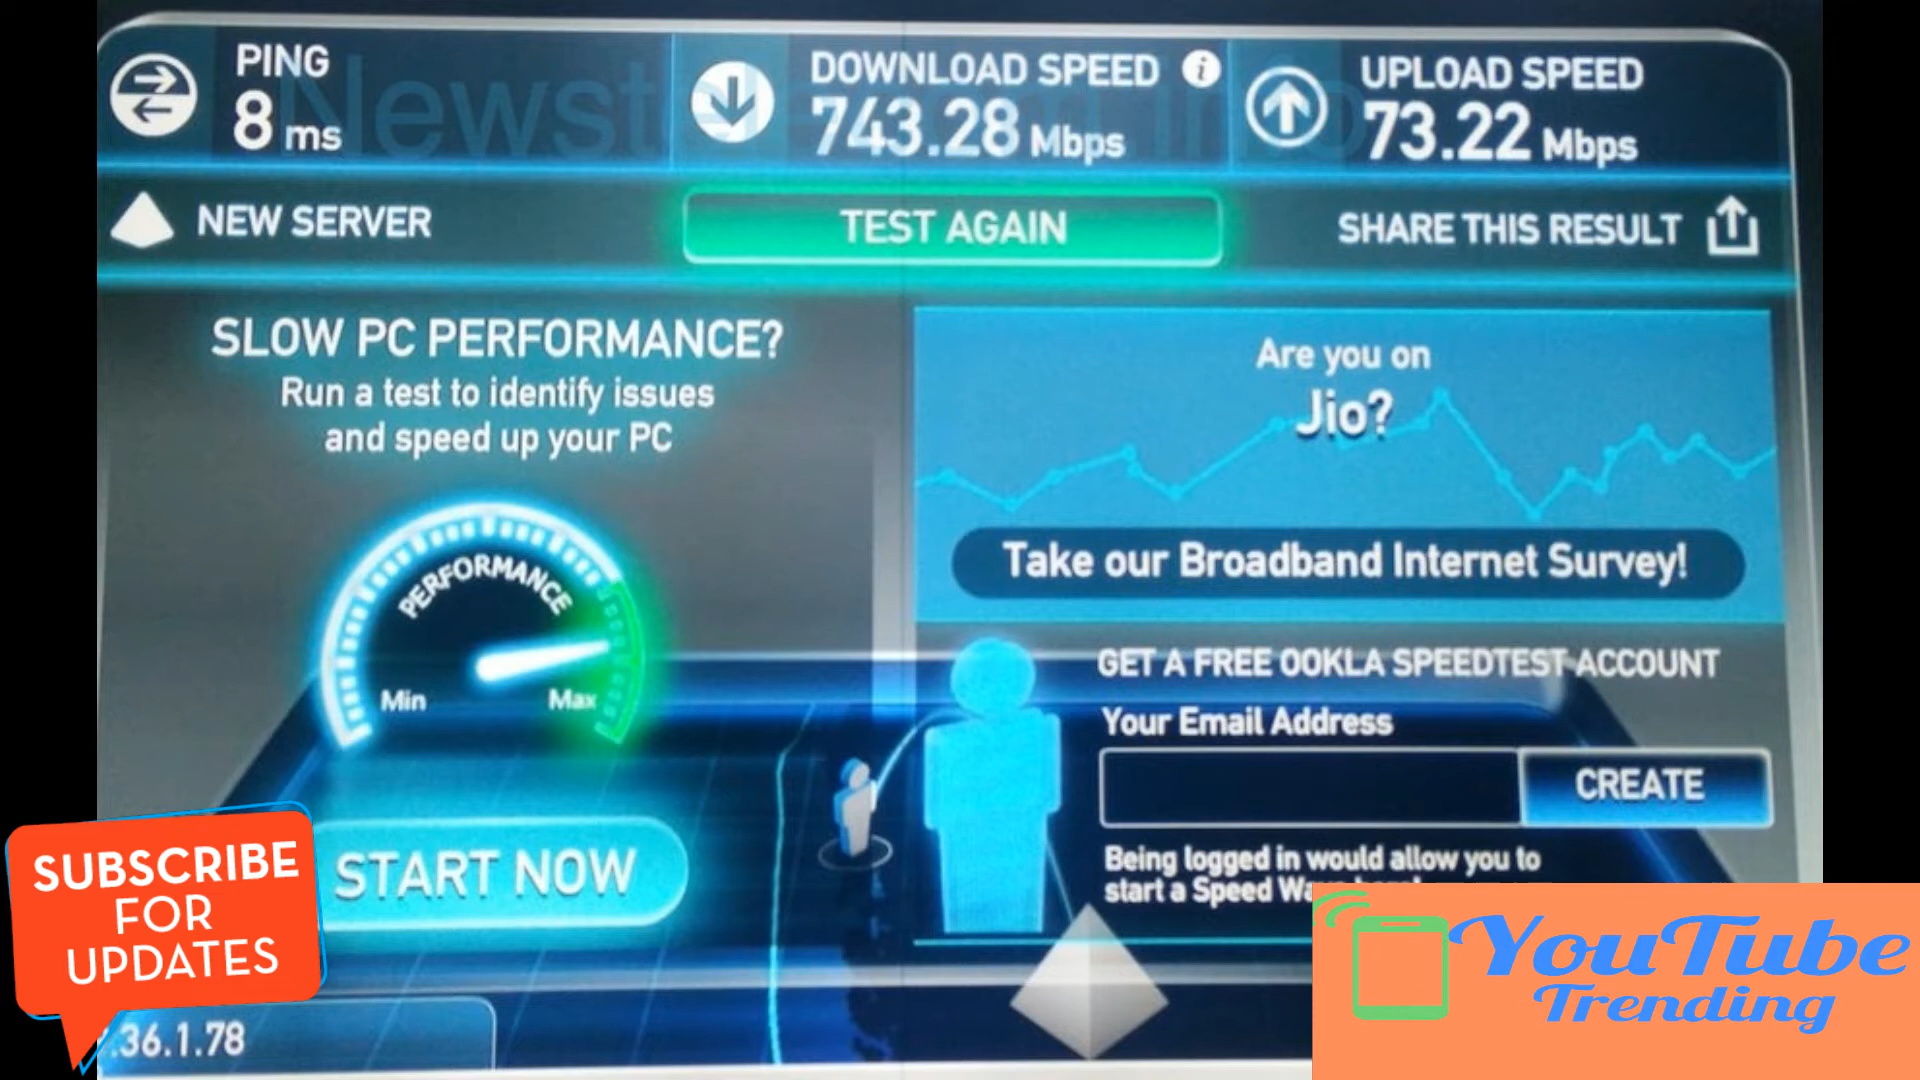 PING
8 ms
DOWNLOAD SPEED i
743.28 Mbps
UPLOAD SPEED
73.22 Mbps
NEW SERVER
TEST AGAIN
SHARE THIS RESULT
SLOW PC PERFORMANCE?
Run a test to identify issues
and speed up your PC
PERFORMANCE
Min
Max
START NOW
Are you on
Jio?
Take our Broadband Internet Survey!
GET A FREE OOKLA SPEEDTEST ACCOUNT
Your Email Address
CREATE
Being logged in would allow you to
start a Speed
SUBSCRIBE
FOR
UPDATES
.36.1.78
YouTube
Trending